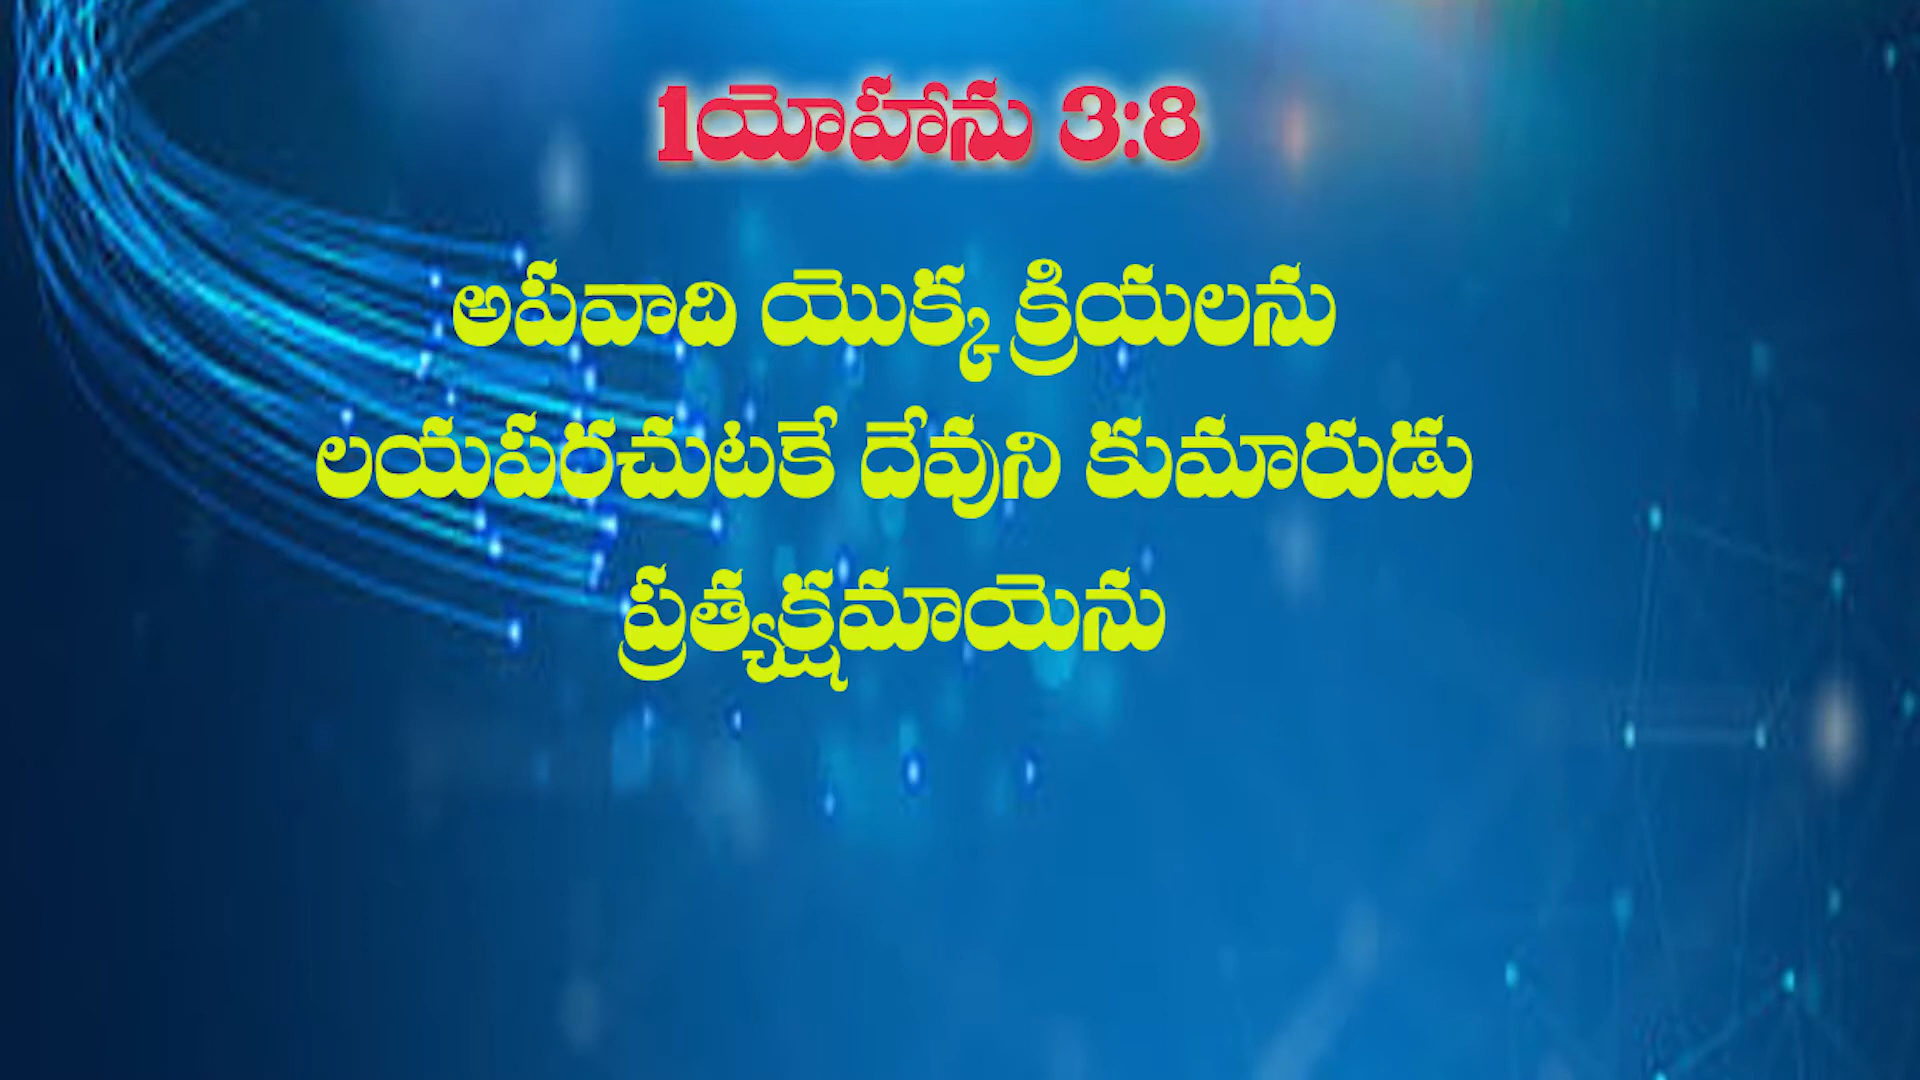 1యోహాను 3:8
అపవాది యొక్క క్రియలను
లయపరచుటకే దేవుని కుమారుడు
ప్రత్యక్షమాయెను